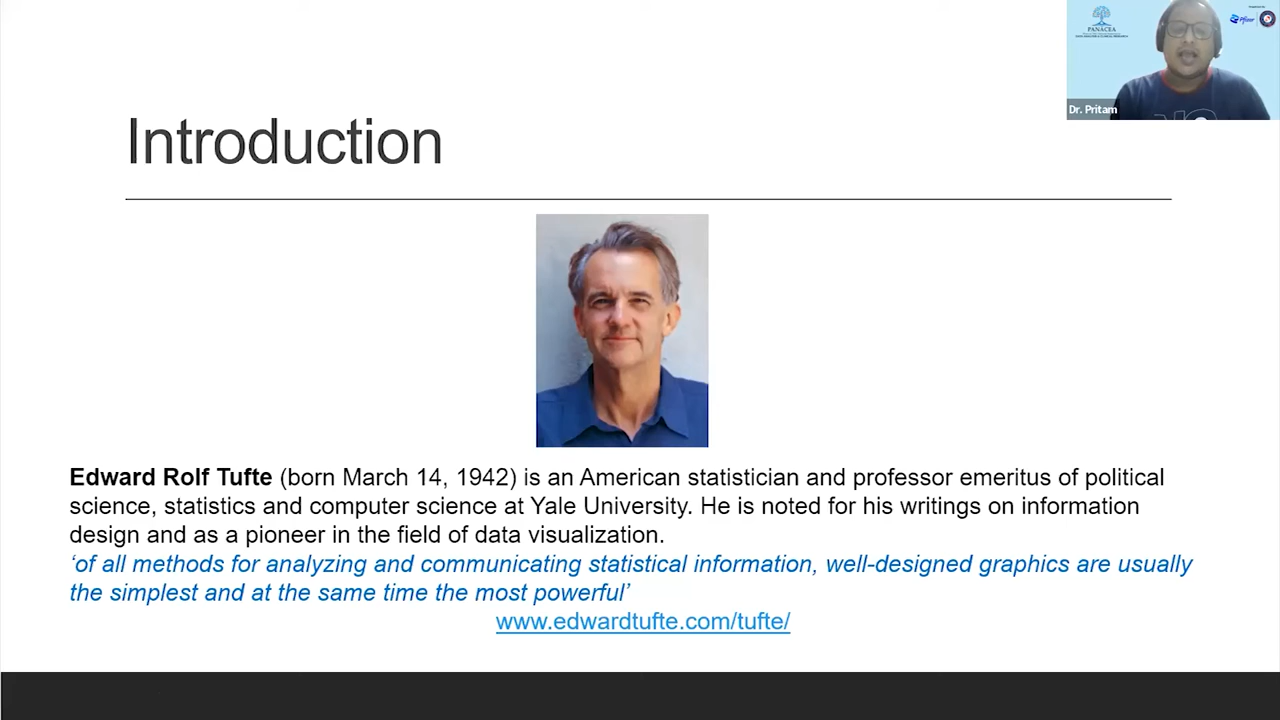 PANACEA
Pfizer
Dr. Pritam
Introduction
Edward Rolf Tufte (born March 14, 1942) is an American statistician and professor emeritus of political
science, statistics and computer science at Yale University. He is noted for his writings on information
design and as a pioneer in the field of data visualization.
‘of all methods for analyzing and communicating statistical information, well-designed graphics are usually
the simplest and at the same time the most powerful’
www.edwardtufte.com/tufte/